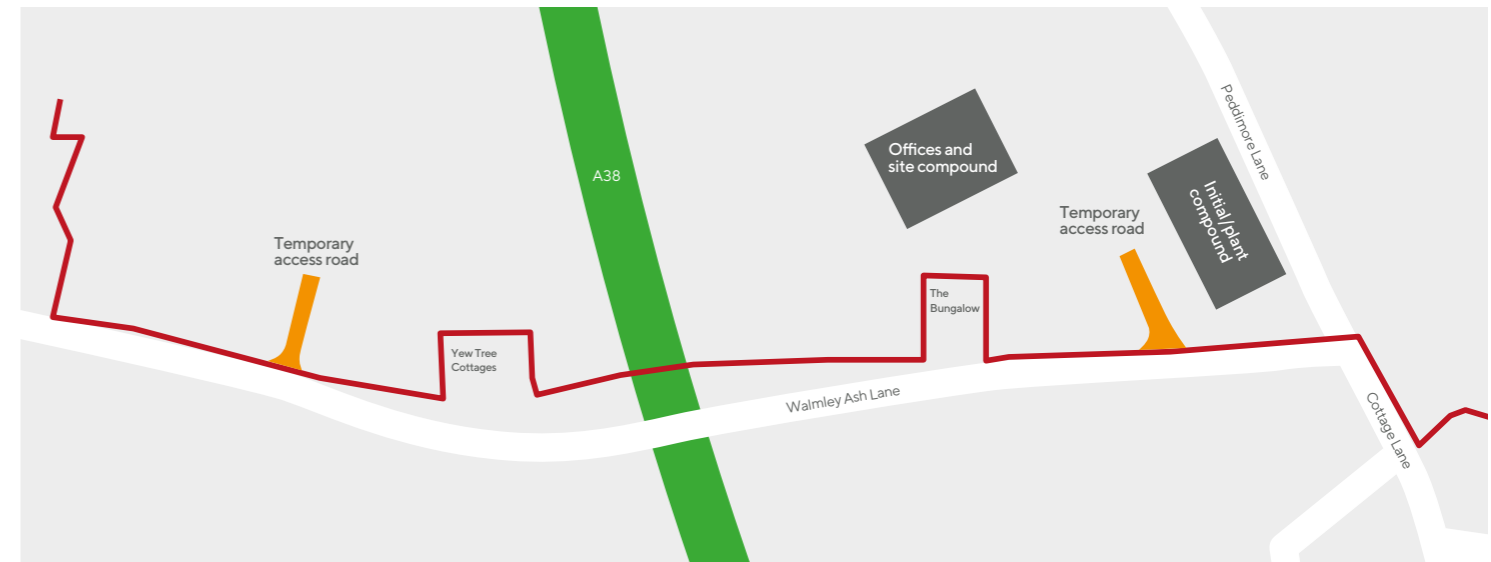 Peddimore Lane
A38
Offices and
site compound
Initial/plant
compound
Temporary
access road
Temporary
access road
The
Bungalow
Yew Tree
Cottages
Walmley Ash Lane
Cottage Lane